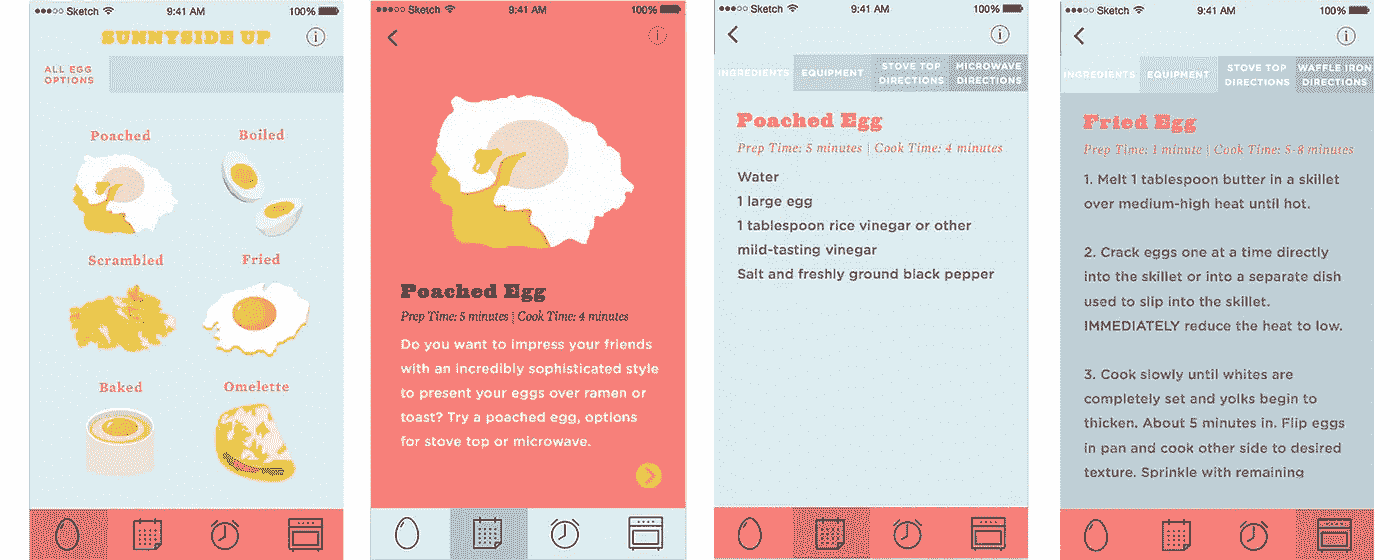 Sketch 9:41 AM 100%
SUNNYSIDE UP
ALL EGG
OPTIONS
Poached Boiled
Scrambled Fried
Baked Omelette
Sketch 9:41 AM 100%
Poached Egg
Prep Time: 5 minutes | Cook Time: 4 minutes
Do you want to impress your friends
with an incredibly sophisticated style
to present your eggs over ramen or
toast? Try a poached egg, options
for stove top or microwave.
Sketch 9:41 AM 100%
INGREDIENTS EQUIPMENT STOVE TOP DIRECTIONS MICROWAVE DIRECTIONS
Poached Egg
Prep Time: 5 minutes | Cook Time: 4 minutes
Water
1 large egg
1 tablespoon rice vinegar or other
mild-tasting vinegar
Salt and freshly ground black pepper
Sketch 9:41 AM 100%
INGREDIENTS EQUIPMENT STOVE TOP DIRECTIONS WAFFLE IRON DIRECTIONS
Fried Egg
Prep Time: 1 minute | Cook Time: 5-8 minutes
1. Melt 1 tablespoon butter in a skillet
over medium-high heat until hot.
2. Crack eggs one at a time directly
into the skillet or into a separate dish
used to slip into the skillet.
IMMEDIATELY reduce the heat to low.
3. Cook slowly until whites are
completely set and yolks begin to
thicken. About 5 minutes in. Flip eggs
in pan and cook other side to desired
texture. Sprinkle with remaining